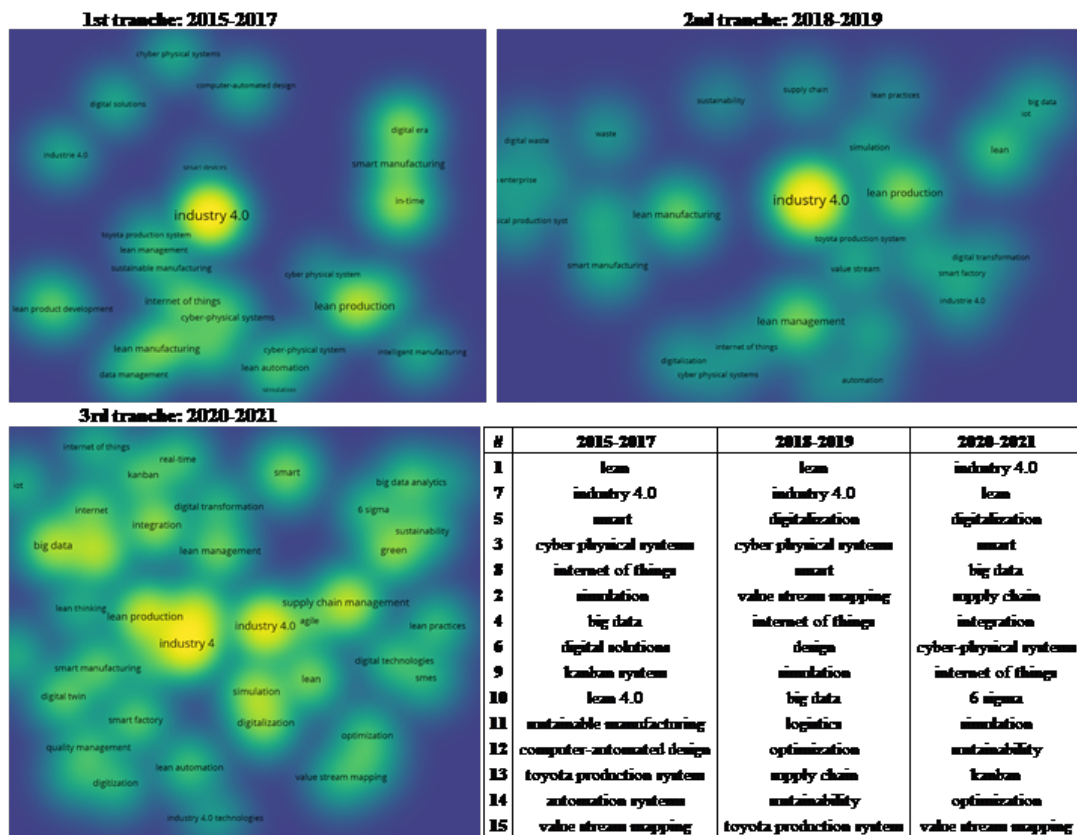 1st tranche: 2015-2017
chyber physical systems
computer-automated design
digital solutions
digital era
industrie 4.0
smart manufacturing
smart devices
in-time
industry 4.0
toyota production system
lean management
sustainable manufacturing
cyber physical system
lean product development
internet of things
lean production
cyber-physical systems
lean manufacturing
cyber-physical system
intelligent manufacturing
lean automation
data management
simulation
2nd tranche: 2018-2019
sustainability
supply chain
lean practices
big data
iot
digital waste
waste
simulation
lean
enterprise
lean production
industry 4.0
lean manufacturing
ical production syst
toyota production system
digital transformation
smart manufacturing
value stream
smart factory
industrie 4.0
lean management
internet of things
digitalization
cyber physical systems
automation
3rd tranche: 2020-2021
internet of things
real-time
kanban
smart
iot
big data analytics
internet
digital transformation
6 sigma
integration
sustainability
big data
lean management
green
lean thinking
lean production
supply chain management
industry 4.0
agile
lean practices
industry 4
smart manufacturing
digital technologies
digital twin
simulation
lean
smes
smart factory
digitalization
optimization
quality management
lean automation
value stream mapping
digitization
industry 4.0 technologies
# 2015-2017 2018-2019 2020-2021
1 lean lean industry 4.0
7 industry 4.0 industry 4.0 lean
5 smart digitalization digitalization
3 cyber physical systems cyber physical systems smart
8 internet of things smart big data
2 simulation value stream mapping supply chain
4 big data internet of things integration
6 digital solutions design cyber-physical systems
9 kanban system simulation internet of things
10 lean 4.0 big data 6 sigma
11 sustainable manufacturing logistics simulation
12 computer-automated design optimization sustainability
13 toyota production system supply chain kanban
14 automation systems sustainability optimization
15 value stream mapping toyota production system value stream mapping